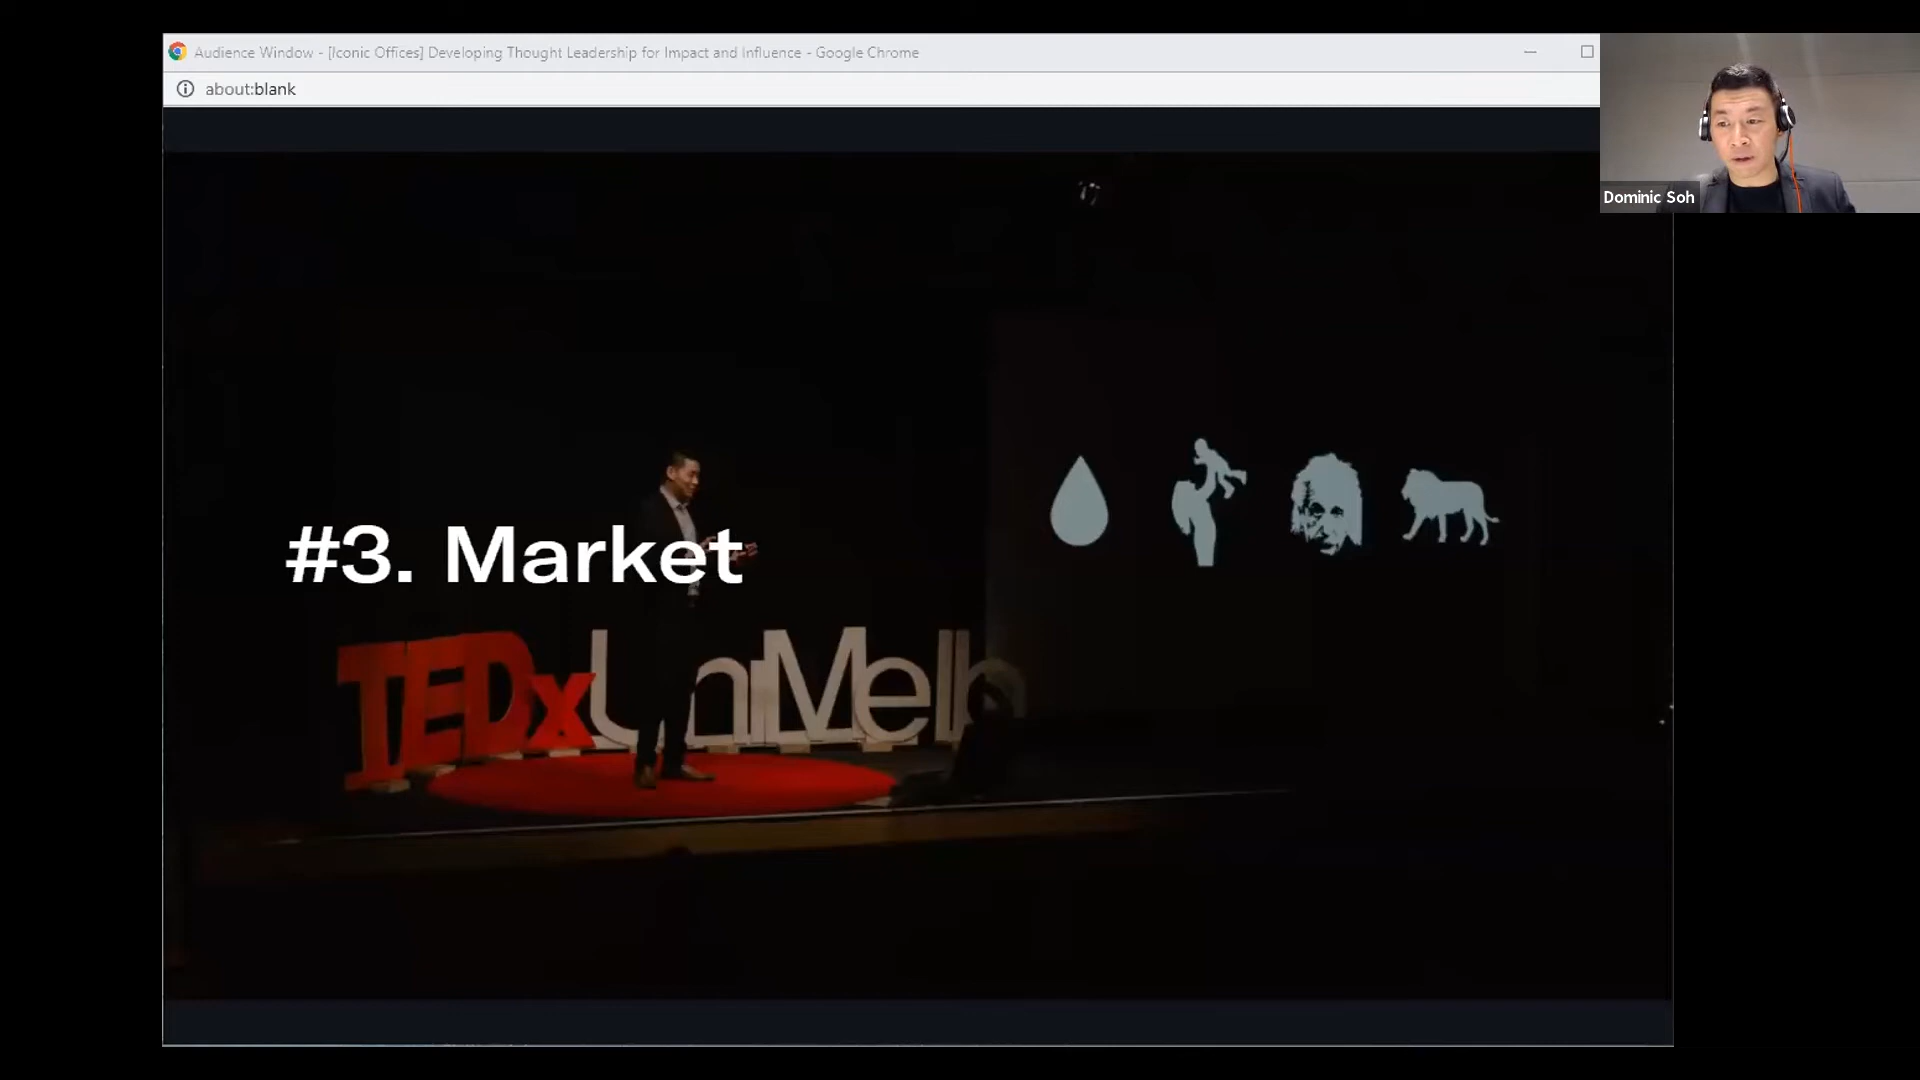 Audience Window - [Iconic Offices] Developing Thought Leadership for Impact and Influence - Google Chrome
about:blank
Dominic Soh
#3. Market
TEDxUniMelb